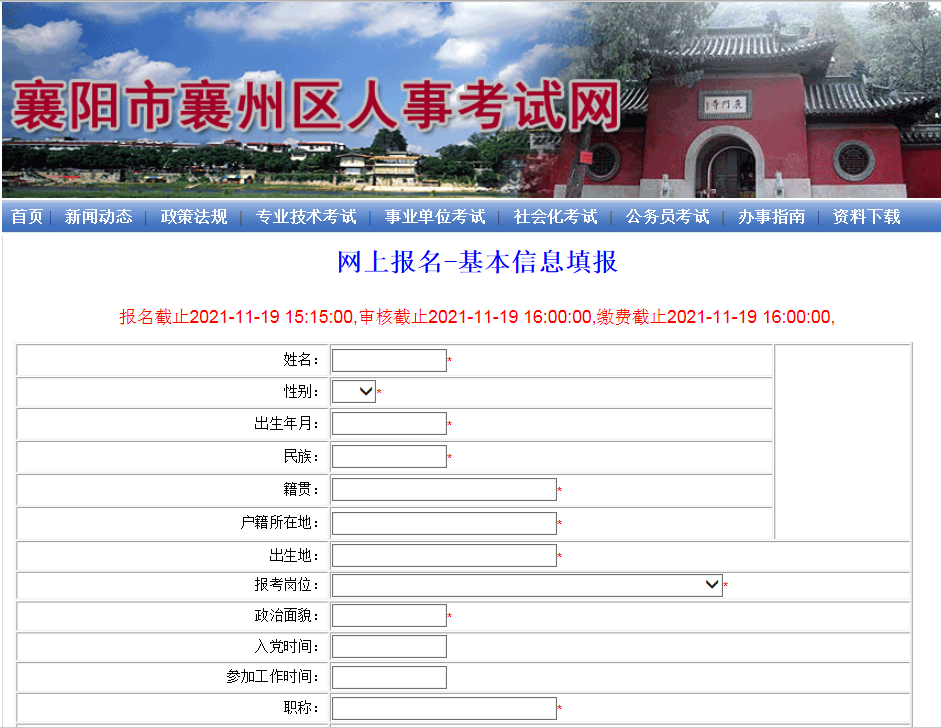 襄阳市襄州区人事考试网
首页 | 新闻动态 | 政策法规 | 专业技术考试 | 事业单位考试 | 社会化考试 | 公务员考试 | 办事指南 | 资料下载
网上报名-基本信息填报
报名截止2021-11-19 15:15:00,审核截止2021-11-19 16:00:00,缴费截止2021-11-19 16:00:00,
姓名： *
性别： *
出生年月： *
民族： *
籍贯： *
户籍所在地： *
出生地： *
报考岗位： *
政治面貌： *
入党时间：
参加工作时间：
职称： *